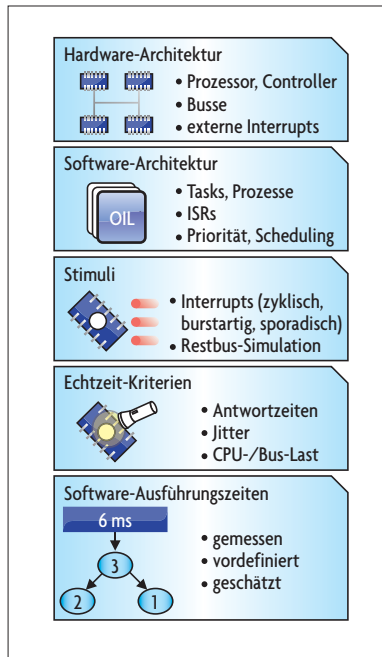 Hardware-Architektur
• Prozessor, Controller
• Busse
• externe Interrupts
Software-Architektur
OIL
• Tasks, Prozesse
• ISRs
• Priorität, Scheduling
Stimuli
• Interrupts (zyklisch,
burstartig, sporadisch)
• Restbus-Simulation
Echtzeit-Kriterien
• Antwortzeiten
• Jitter
• CPU-/Bus-Last
Software-Ausführungszeiten
6 ms
3
2
1
• gemessen
• vordefiniert
• geschätzt